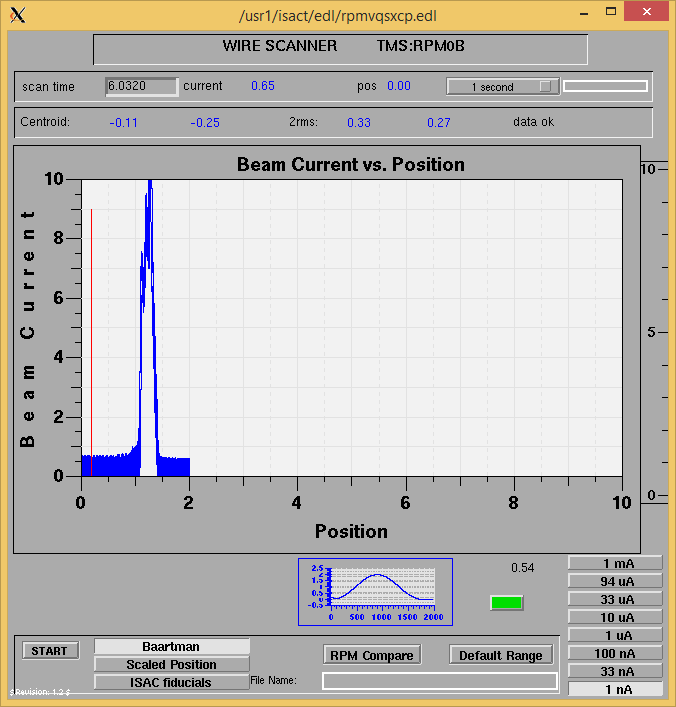 /usr1/isact/edl/rpmvqsxcp.edl
WIRE SCANNER TMS:RPM0B
scan time 6.0320 current 0.65 pos 0.00 1 second
Centroid: -0.11 -0.25 2rms: 0.33 0.27 data ok
Beam Current vs. Position
10
8
6
4
2
0
Beam Current
0 2 4 6 8 10
Position
10
5
0
2.5
2.0
1.5
1.0
0.5
0.0
-0.5
0 500 1000 1500 2000
0.54
1 mA
94 uA
33 uA
10 uA
1 uA
100 nA
33 nA
1 nA
START
Baartman
Scaled Position
ISAC fiducials
RPM Compare
Default Range
File Name:
$Revision: 1.2 $